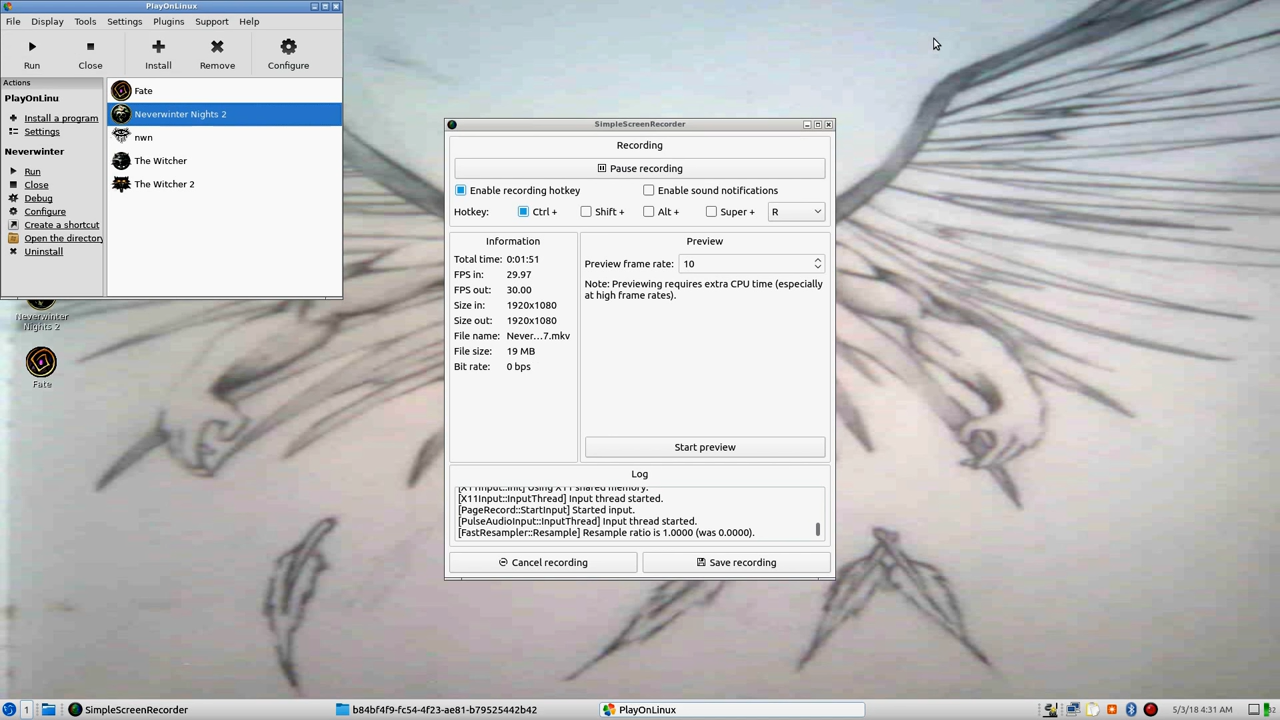 PlayOnLinux
File Display Tools Settings Plugins Support Help
Run Close Install Remove Configure
Actions
PlayOnLinu
Install a program
Settings
Neverwinter
Run
Close
Debug
Configure
Create a shortcut
Open the directory
Uninstall
Fate
Neverwinter Nights 2
nwn
The Witcher
The Witcher 2
Neverwinter
Nights 2
Fate
SimpleScreenRecorder
Recording
Pause recording
Enable recording hotkey Enable sound notifications
Hotkey: Ctrl + Shift + Alt + Super + R
Information
Total time: 0:01:51
FPS in: 29.97
FPS out: 30.00
Size in: 1920x1080
Size out: 1920x1080
File name: Never...7.mkv
File size: 19 MB
Bit rate: 0 bps
Preview
Preview frame rate: 10
Note: Previewing requires extra CPU time (especially
at high frame rates).
Start preview
Log
[X11Input::Init] Using X11 shared memory.
[X11Input::InputThread] Input thread started.
[PageRecord::StartInput] Started input.
[PulseAudioInput::InputThread] Input thread started.
[FastResampler::Resample] Resample ratio is 1.0000 (was 0.0000).
Cancel recording Save recording
1 SimpleScreenRecorder b84bf4f9-fc54-4f23-ae81-b79525442b42 PlayOnLinux 5/3/18 4:31 AM